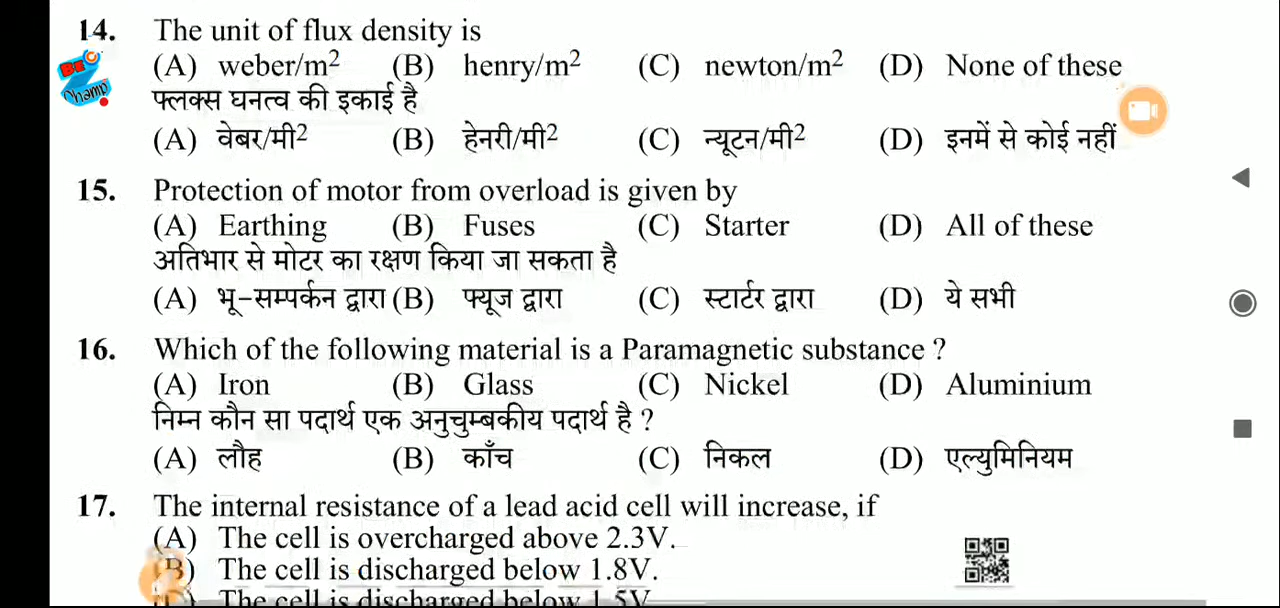 14. The unit of flux density is
(A) weber/m² (B) henry/m² (C) newton/m² (D) None of these
BE Champ
फ्लक्स घनत्व की इकाई है
(A) वेबर/मी² (B) हेनरी/मी² (C) न्यूटन/मी² (D) इनमें से कोई नहीं
15. Protection of motor from overload is given by
(A) Earthing (B) Fuses (C) Starter (D) All of these
अतिभार से मोटर का रक्षण किया जा सकता है
(A) भू-सम्पर्कन द्वारा (B) फ्यूज द्वारा (C) स्टार्टर द्वारा (D) ये सभी
16. Which of the following material is a Paramagnetic substance ?
(A) Iron (B) Glass (C) Nickel (D) Aluminium
निम्न कौन सा पदार्थ एक अनुचुम्बकीय पदार्थ है ?
(A) लौह (B) काँच (C) निकल (D) एल्युमिनियम
17. The internal resistance of a lead acid cell will increase, if
(A) The cell is overcharged above 2.3V.
(B) The cell is discharged below 1.8V.
The cell is discharged below 1.5V